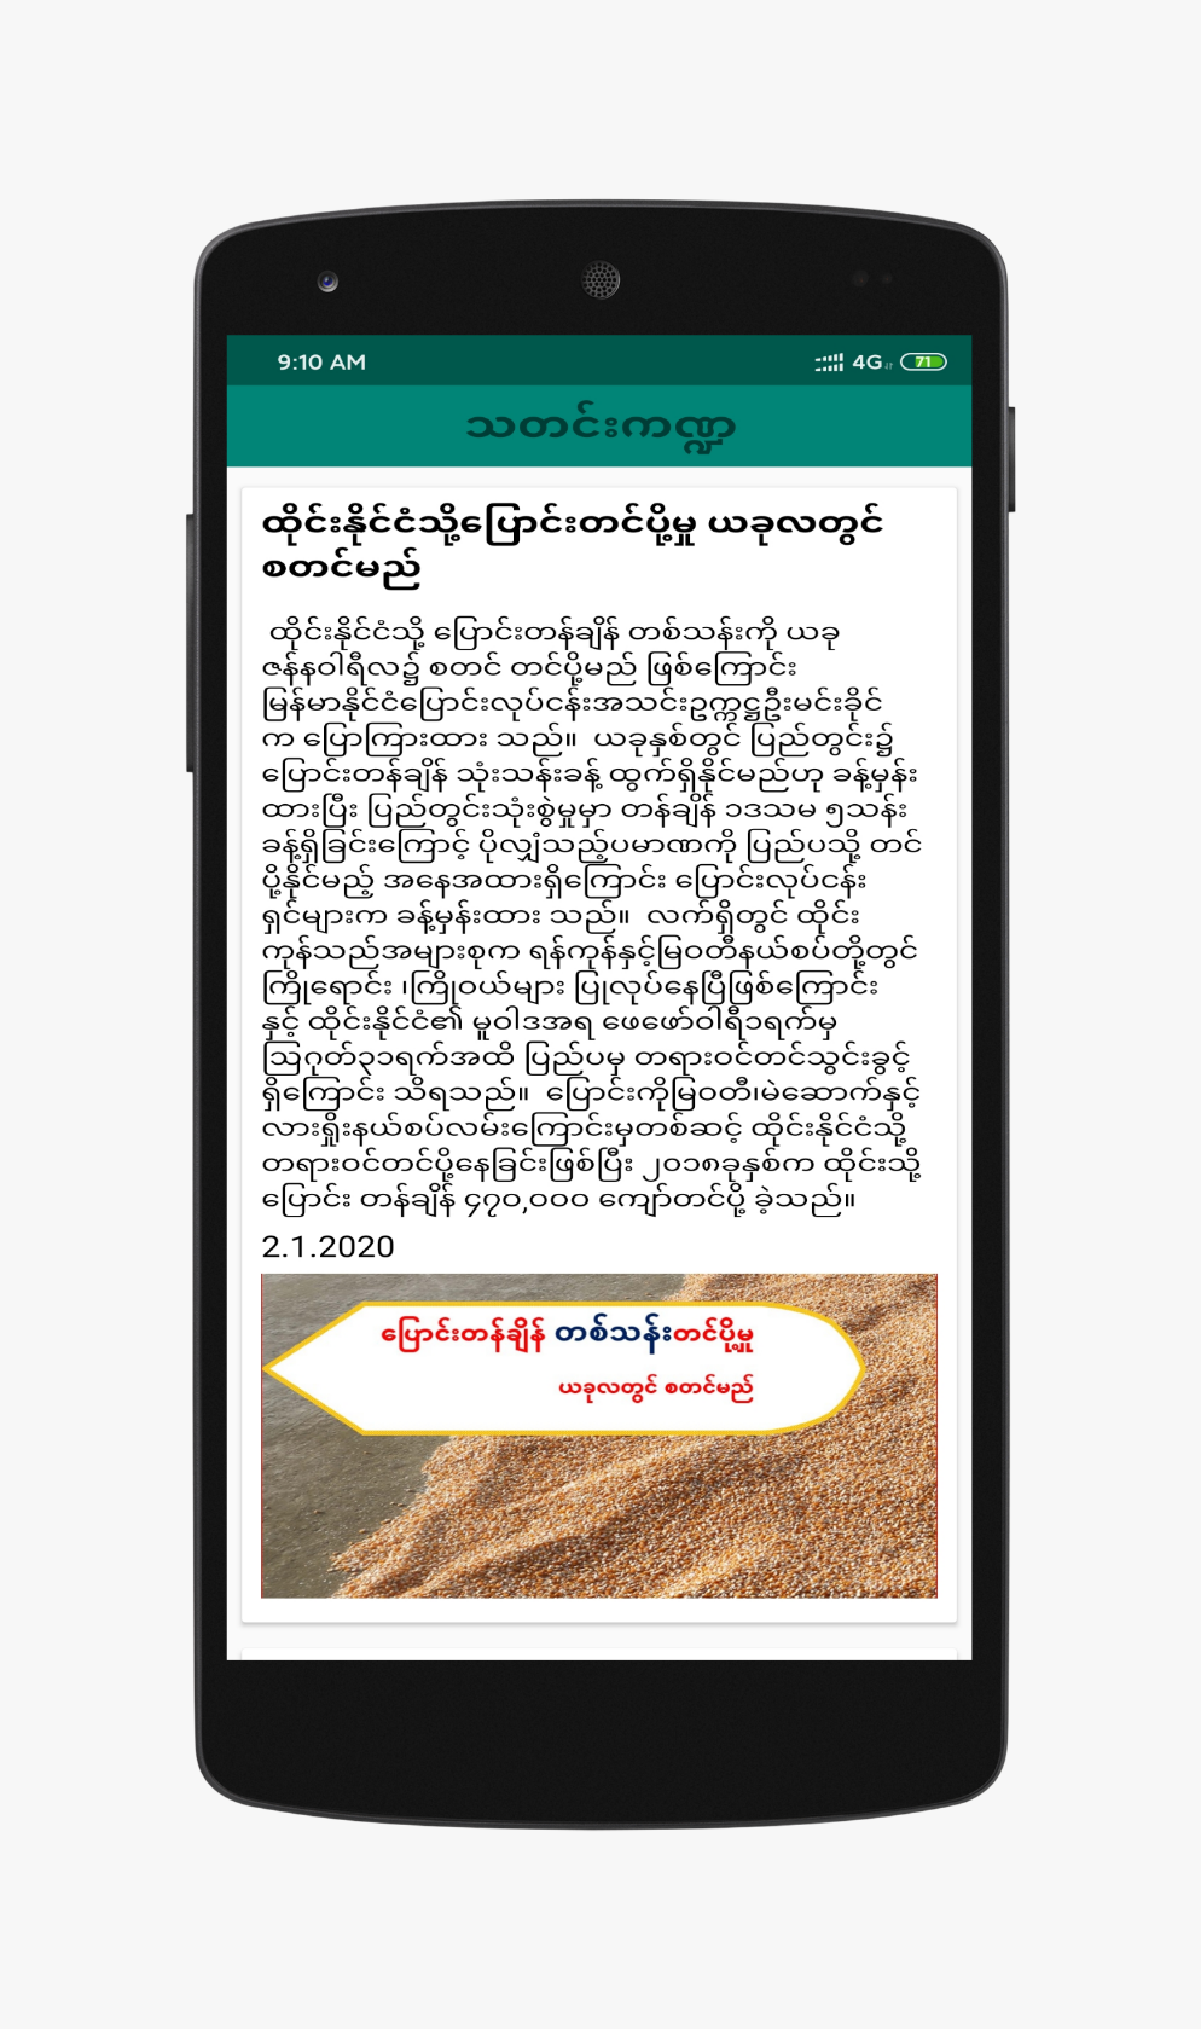 9:10 AM
4G
71
သတင်းကဏ္ဍ
ထိုင်းနိုင်ငံသို့ပြောင်းတင်ပို့မှု ယခုလတွင်
စတင်မည်
ထိုင်းနိုင်ငံသို့ ပြောင်းတန်ချိန် တစ်သန်းကို ယခု
ဇန်နဝါရီလ၌ စတင် တင်ပို့မည် ဖြစ်ကြောင်း
မြန်မာနိုင်ငံပြောင်းလုပ်ငန်းအသင်းဥက္ကဋ္ဌဦးမင်းခိုင်
က ပြောကြားထား သည်။ ယခုနှစ်တွင် ပြည်တွင်း၌
ပြောင်းတန်ချိန် သုံးသန်းခန့် ထွက်ရှိနိုင်မည်ဟု ခန့်မှန်း
ထားပြီး ပြည်တွင်းသုံးစွဲမှုမှာ တန်ချိန် ၁ဒသမ ၅သန်း
ခန့်ရှိခြင်းကြောင့် ပိုလျှံသည့်ပမာဏကို ပြည်ပသို့ တင်
ပို့နိုင်မည့် အနေအထားရှိကြောင်း ပြောင်းလုပ်ငန်း
ရှင်များက ခန့်မှန်းထား သည်။ လက်ရှိတွင် ထိုင်း
ကုန်သည်အများစုက ရန်ကုန်နှင့်မြဝတီနယ်စပ်တို့တွင်
ကြိုရောင်း ၊ကြိုဝယ်များ ပြုလုပ်နေပြီဖြစ်ကြောင်း
နှင့် ထိုင်းနိုင်ငံ၏ မူဝါဒအရ ဖေဖော်ဝါရီ၁ရက်မှ
သြဂုတ်၃၁ရက်အထိ ပြည်ပမှ တရားဝင်တင်သွင်းခွင့်
ရှိကြောင်း သိရသည်။ ပြောင်းကိုမြဝတီ၊မဲဆောက်နှင့်
လားရှိုးနယ်စပ်လမ်းကြောင်းမှတစ်ဆင့် ထိုင်းနိုင်ငံသို့
တရားဝင်တင်ပို့နေခြင်းဖြစ်ပြီး ၂၀၁၈ခုနှစ်က ထိုင်းသို့
ပြောင်း တန်ချိန် ၄၇၀,၀၀၀ ကျော်တင်ပို့ ခဲ့သည်။
2.1.2020
ပြောင်းတန်ချိန် တစ်သန်းတင်ပို့မှု
ယခုလတွင် စတင်မည်